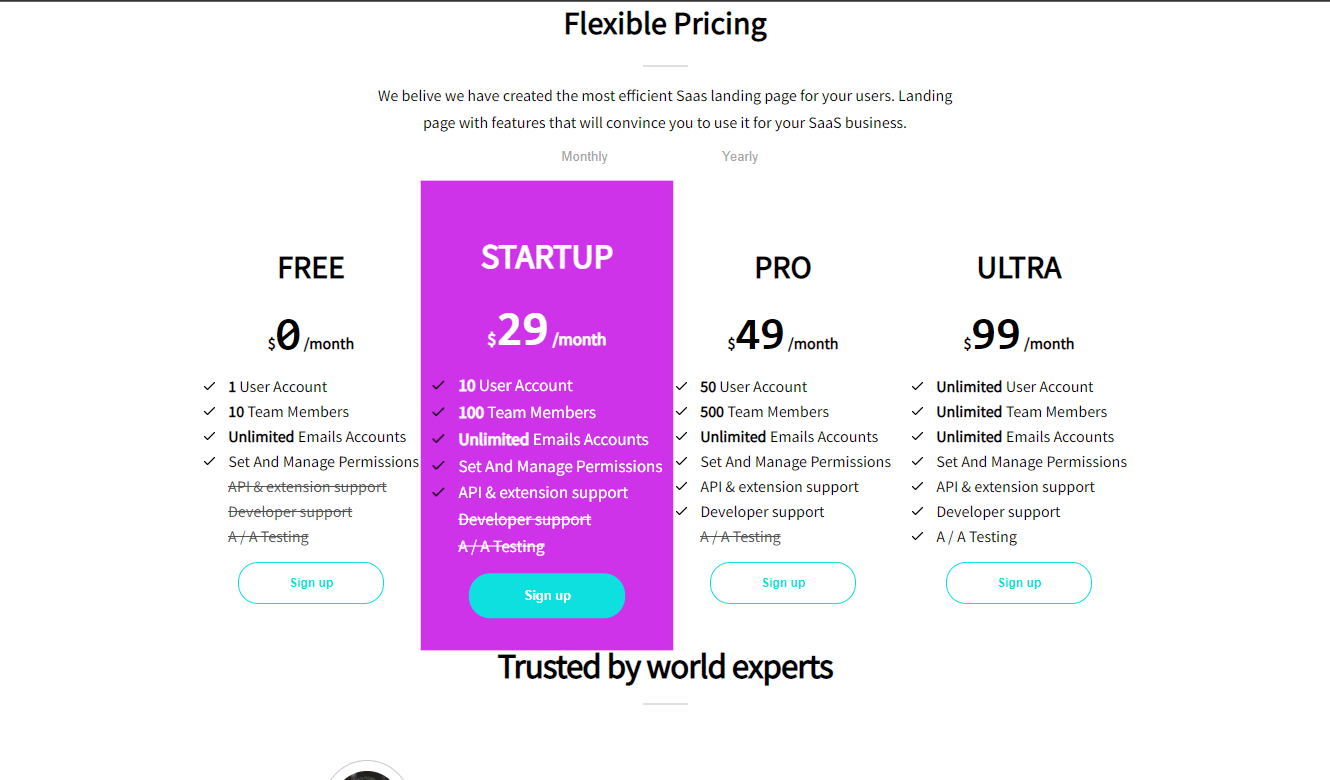 Flexible Pricing
We belive we have created the most efficient Saas landing page for your users. Landing
page with features that will convince you to use it for your SaaS business.
Monthly
Yearly
FREE
$0 /month
1 User Account
10 Team Members
Unlimited Emails Accounts
Set And Manage Permissions
API & extension support
Developer support
A / A Testing
Sign up
STARTUP
$29 /month
10 User Account
100 Team Members
Unlimited Emails Accounts
Set And Manage Permissions
API & extension support
Developer support
A / A Testing
Sign up
PRO
$49 /month
50 User Account
500 Team Members
Unlimited Emails Accounts
Set And Manage Permissions
API & extension support
Developer support
A / A Testing
Sign up
ULTRA
$99 /month
Unlimited User Account
Unlimited Team Members
Unlimited Emails Accounts
Set And Manage Permissions
API & extension support
Developer support
A / A Testing
Sign up
Trusted by world experts